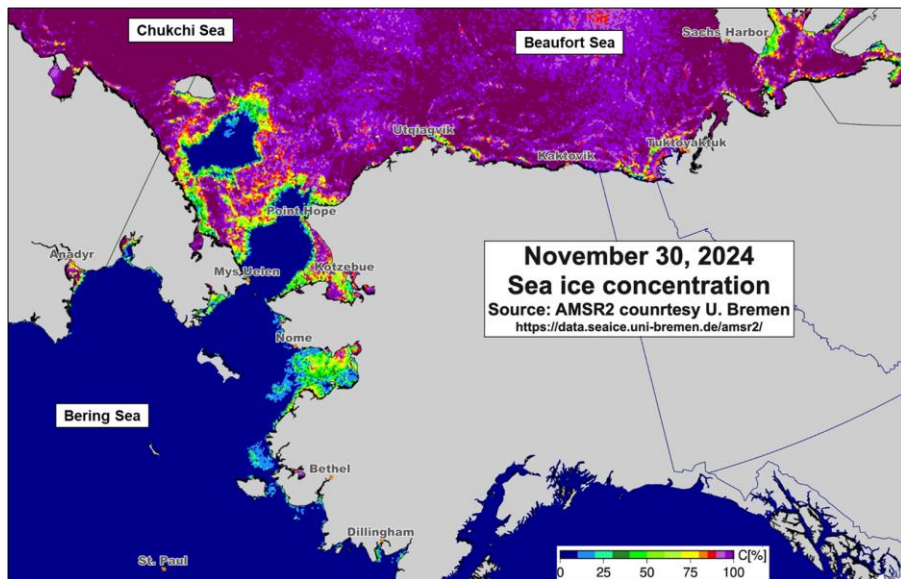 Chukchi Sea
Beaufort Sea
Sachs Harbor
Utqiagvik
Kaktovik
Tuktoyaktuk
Point Hope
Anadyr
Mys Uelen
Kotzebue
November 30, 2024
Sea ice concentration
Source: AMSR2 counrtesy U. Bremen
https://data.seaice.uni-bremen.de/amsr2/
Nome
Bering Sea
Bethel
Dillingham
St. Paul
C[%]
0 25 50 75 100